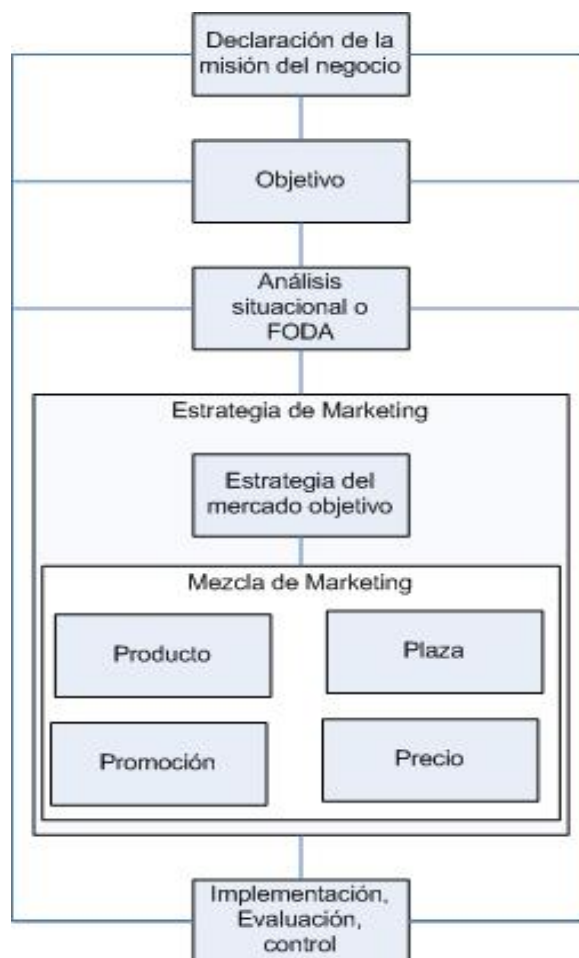 Declaración de la
misión del negocio
Objetivo
Análisis
situacional o
FODA
Estrategia de Marketing
Estrategia del
mercado objetivo
Mezcla de Marketing
Producto
Plaza
Promoción
Precio
Implementación,
Evaluación,
control